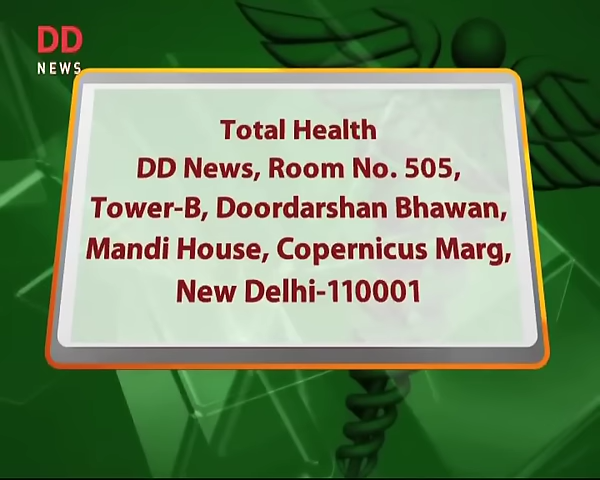 DD
NEWS
Total Health
DD News, Room No. 505,
Tower-B, Doordarshan Bhawan,
Mandi House, Copernicus Marg,
New Delhi-110001